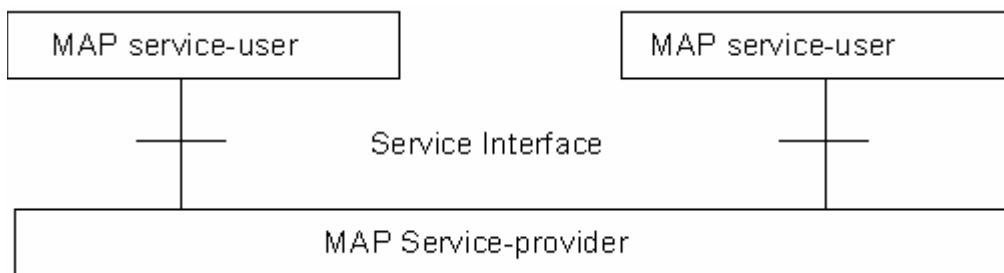 MAP service-user
MAP service-user
Service Interface
MAP Service-provider